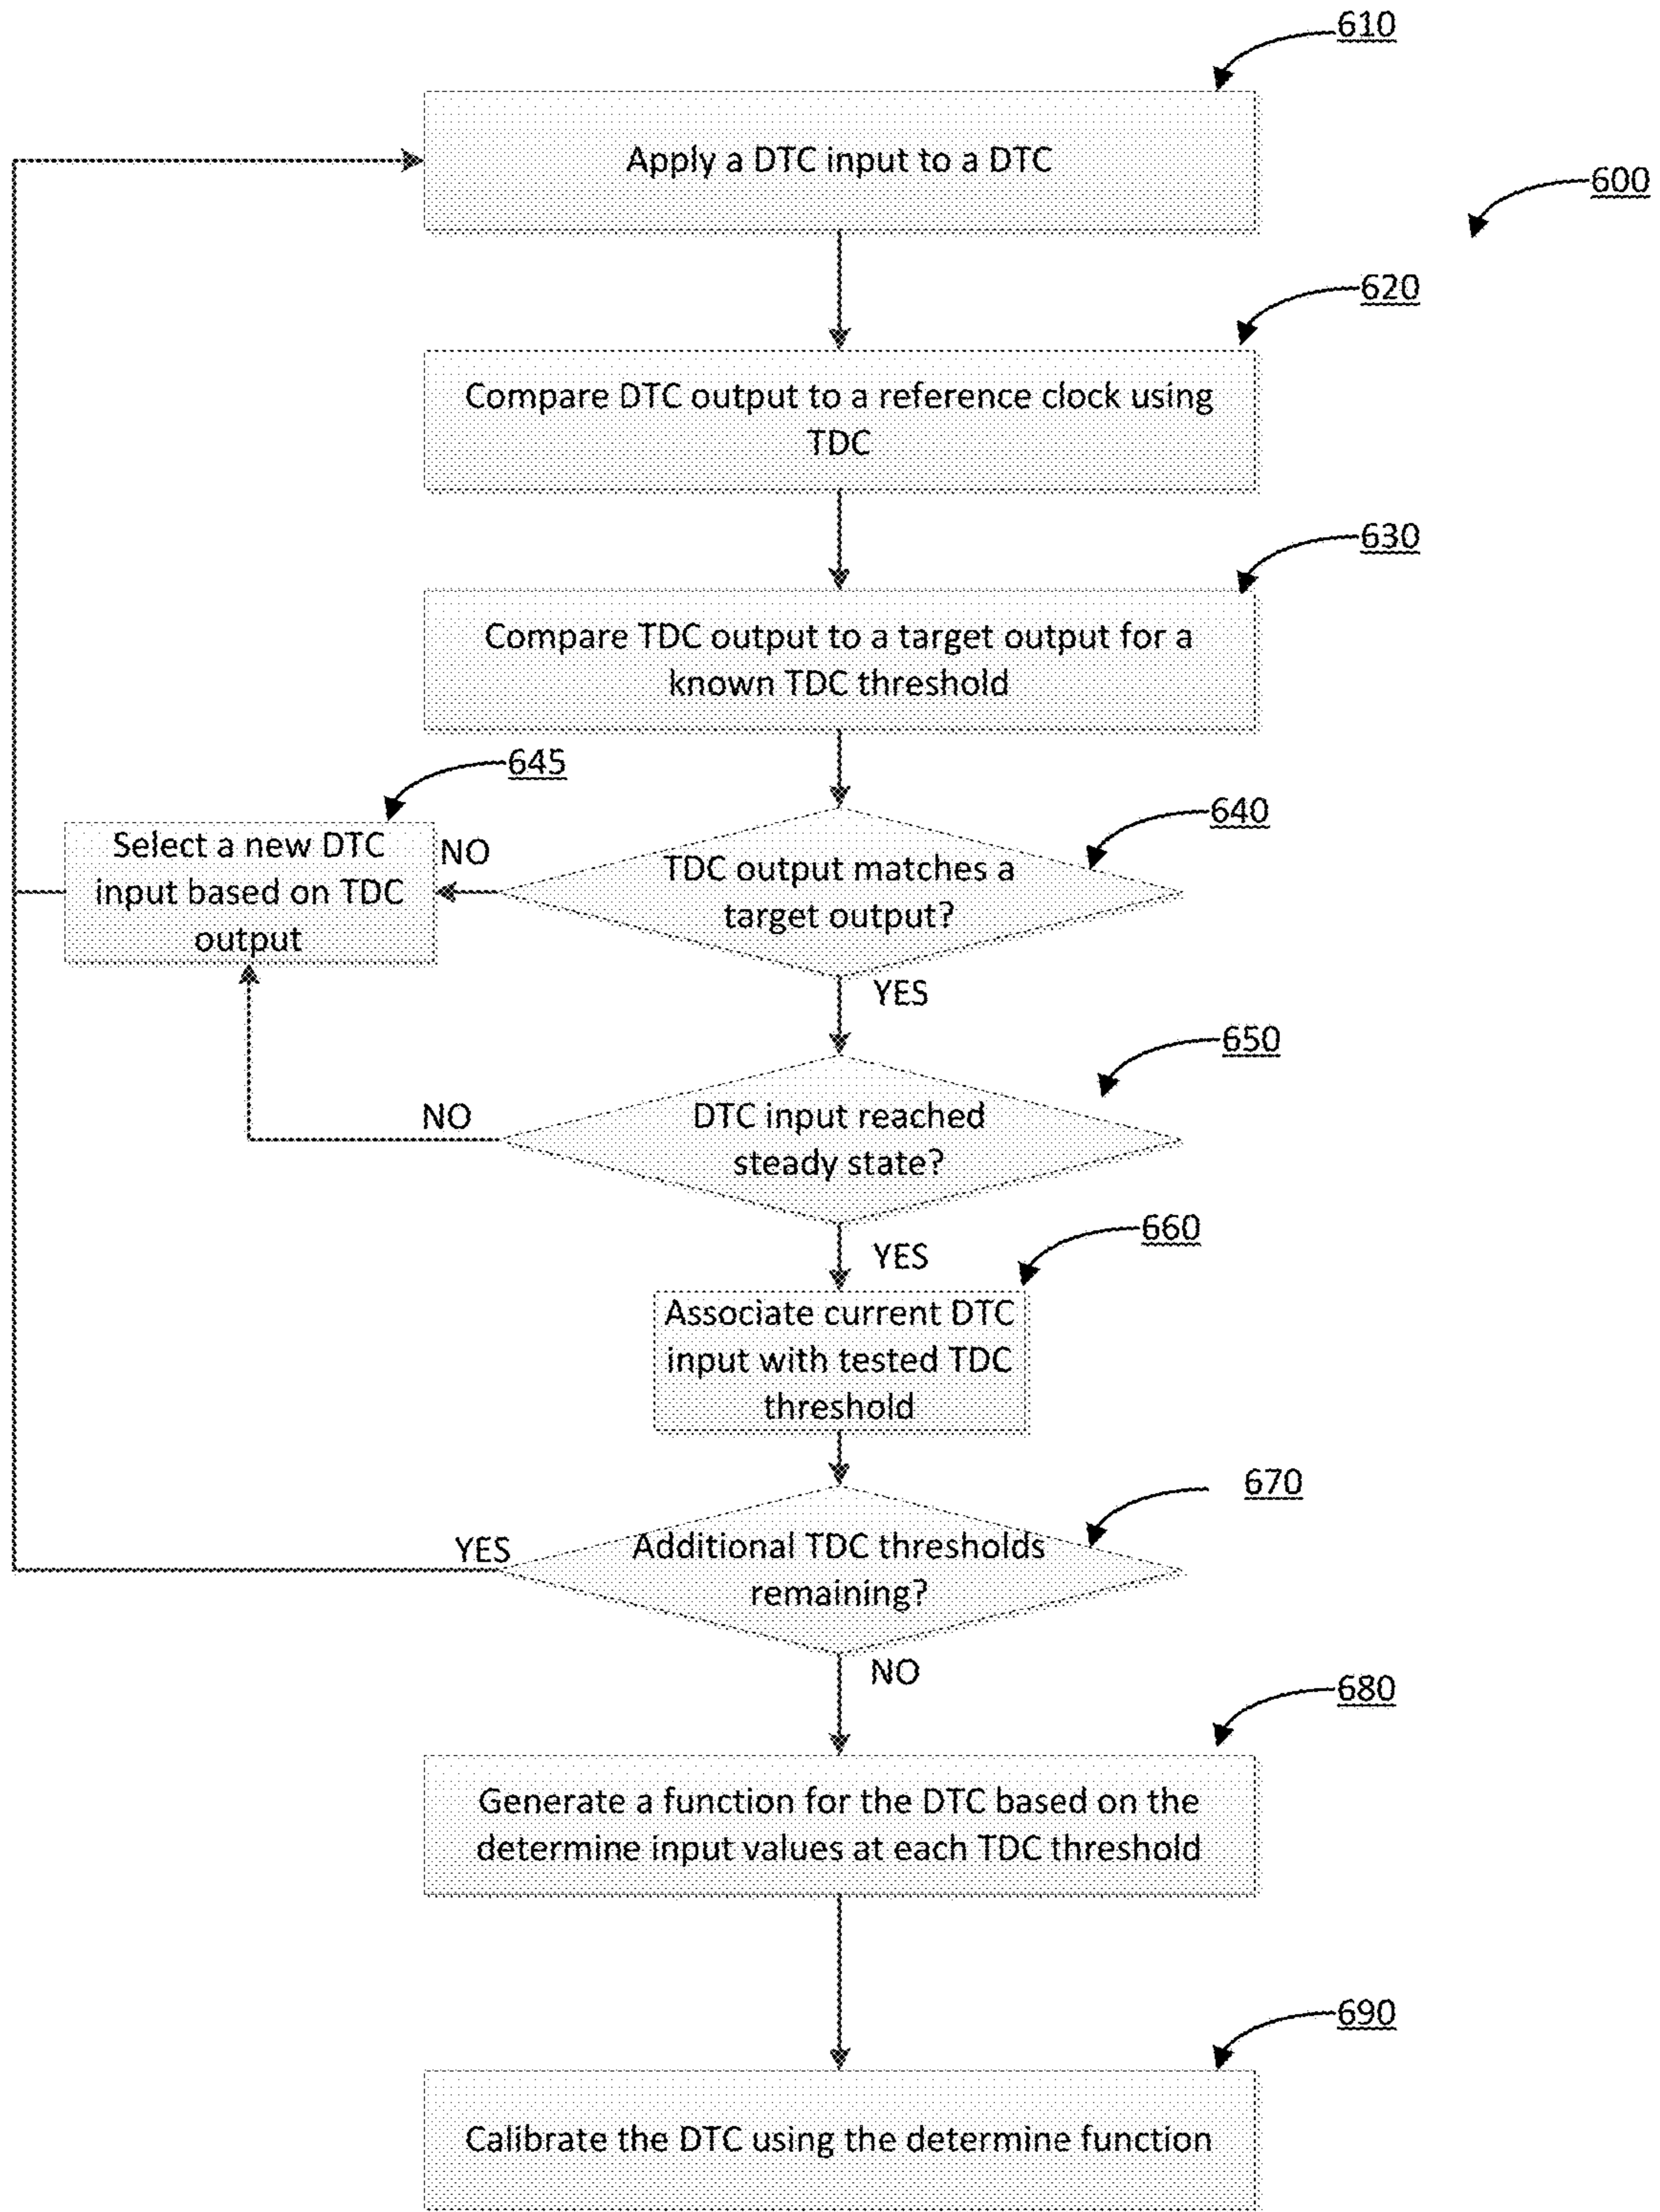 610
Apply a DTC input to a DTC
600
620
Compare DTC output to a reference clock using
TDC
630
Compare TDC output to a target output for a
known TDC threshold
645
Select a new DTC
input based on TDC
output
NO
640
TDC output matches a
target output?
YES
650
NO
DTC input reached
steady state?
YES
660
Associate current DTC
input with tested TDC
threshold
670
YES
Additional TDC thresholds
remaining?
NO
680
Generate a function for the DTC based on the
determine input values at each TDC threshold
690
Calibrate the DTC using the determine function